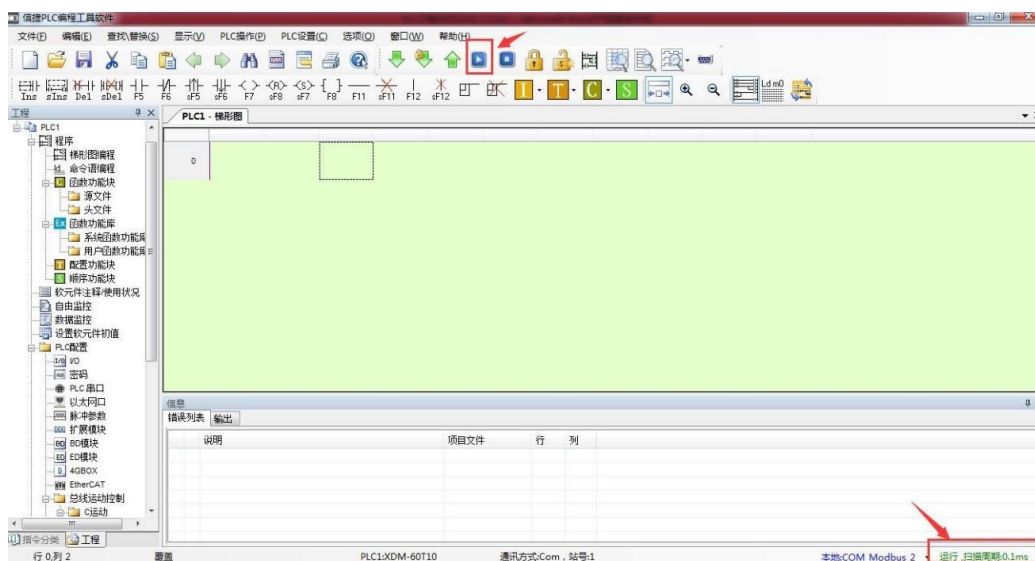 信捷PLC编程工具软件
文件(F) 编辑(E) 查找\替换(S) 显示(V) PLC操作(P) PLC设置(C) 选项(O) 窗口(W) 帮助(H)
Ins sIns Del sDel F5 F6 sF5 sF6 F7 sF8 sF7 F8 F11 sF11 F12 sF12 I T C S Ld m0
工程
PLC1 - 梯形图
PLC1
程序
梯形图编程
命令语编程
函数功能块
源文件
头文件
函数功能库
系统函数功能库
用户函数功能库
配置功能块
顺序功能块
软元件注释/使用状况
自由监控
数据监控
设置软元件初值
PLC配置
I/O
密码
PLC 串口
以太网口
脉冲参数
扩展模块
BD模块
ED模块
4GBOX
EtherCAT
总线运动控制
C运动
0
信息
错误列表 输出
说明 项目文件 行 列
指令分类 工程
行 0,列 2 覆盖 PLC1:XDM-60T10 通讯方式:Com , 站号:1 本地:COM Modbus 2 运行 ,扫描周期:0.1ms